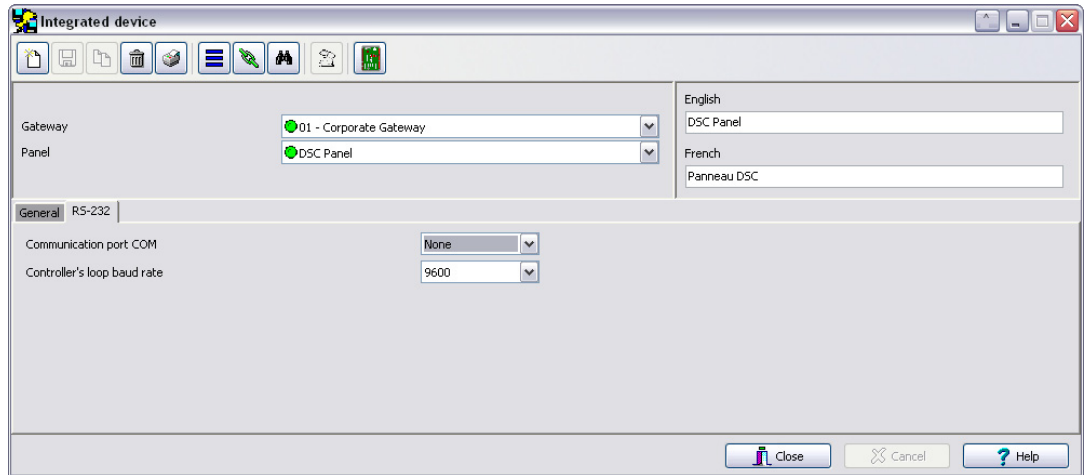 Integrated device
English
Gateway
01 - Corporate Gateway
DSC Panel
Panel
DSC Panel
French
Panneau DSC
General
RS-232
Communication port COM
None
Controller's loop baud rate
9600
Close
Cancel
? Help